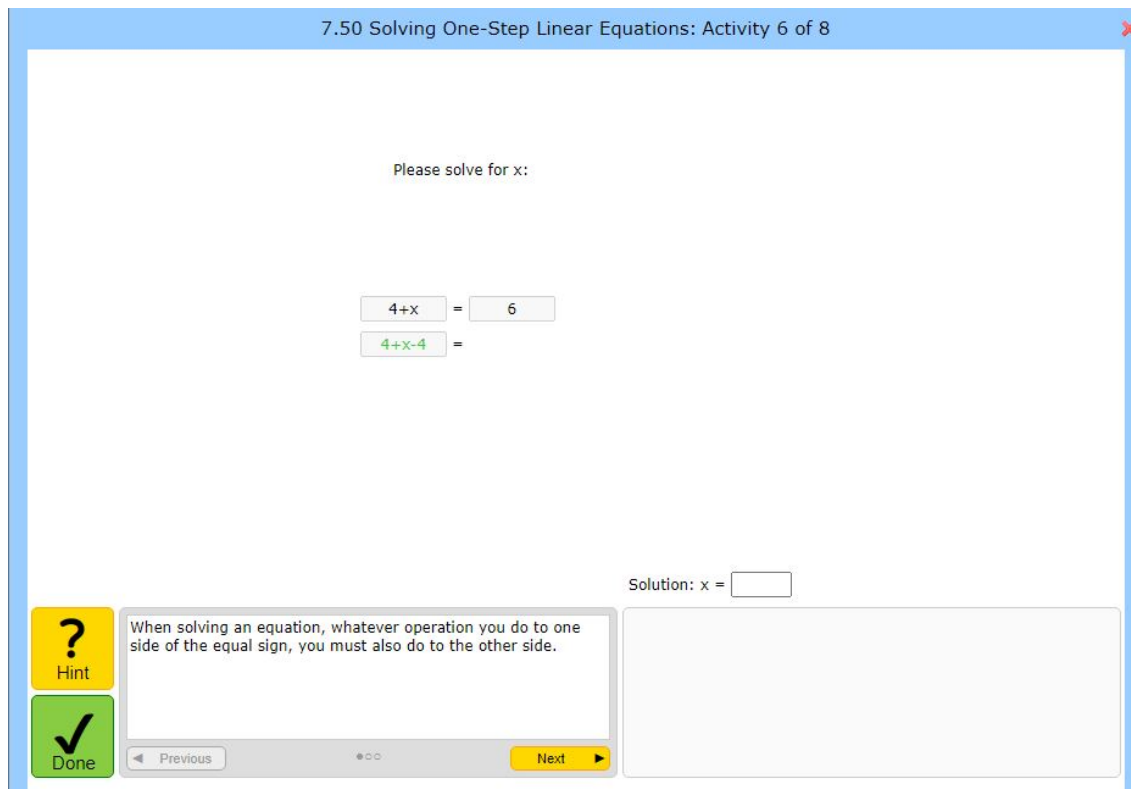 7.50 Solving One-Step Linear Equations: Activity 6 of 8
Please solve for x:
4+x = 6
4+x-4 =
Solution: x =
? Hint
When solving an equation, whatever operation you do to one
side of the equal sign, you must also do to the other side.
Done
Previous
Next